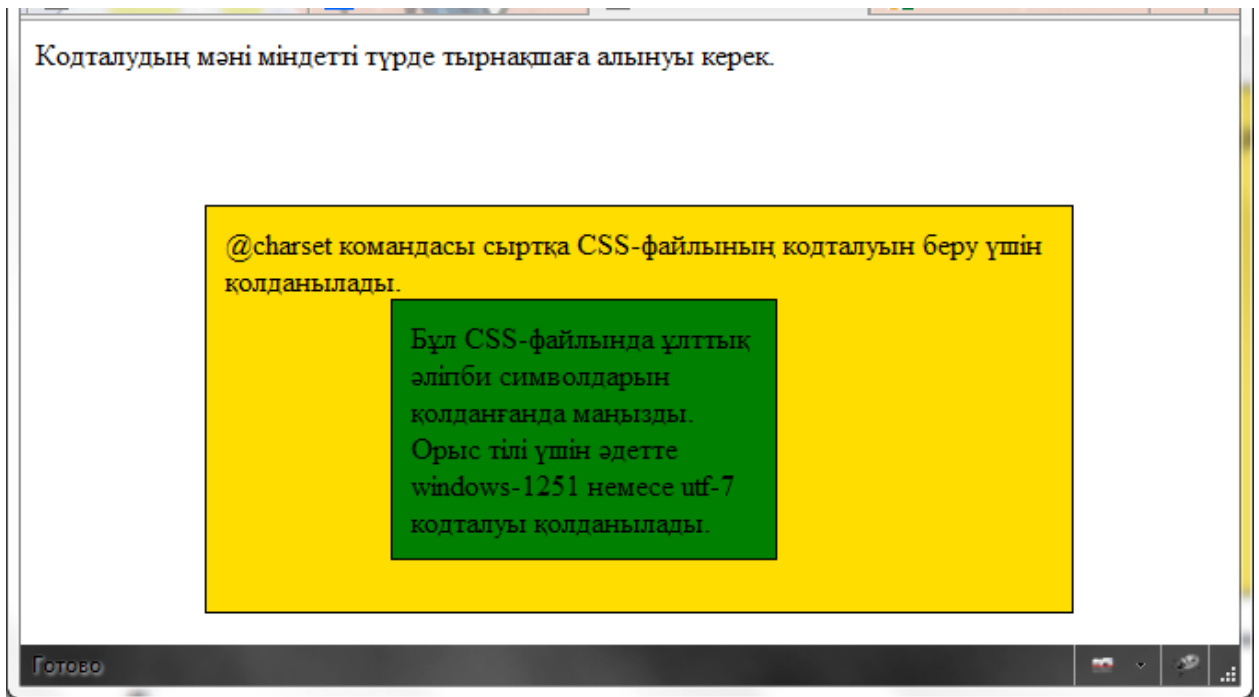 Кодталудың мәні міндетті түрде тырнақшаға алынуы керек.
@charset командасы сыртқа CSS-файлының кодталуын беру үшін
қолданылады.
Бұл CSS-файлында ұлттық
әліпби символдарын
қолданғанда маңызды.
Орыс тілі үшін әдетте
windows-1251 немесе utf-7
кодталуы қолданылады.
Готово